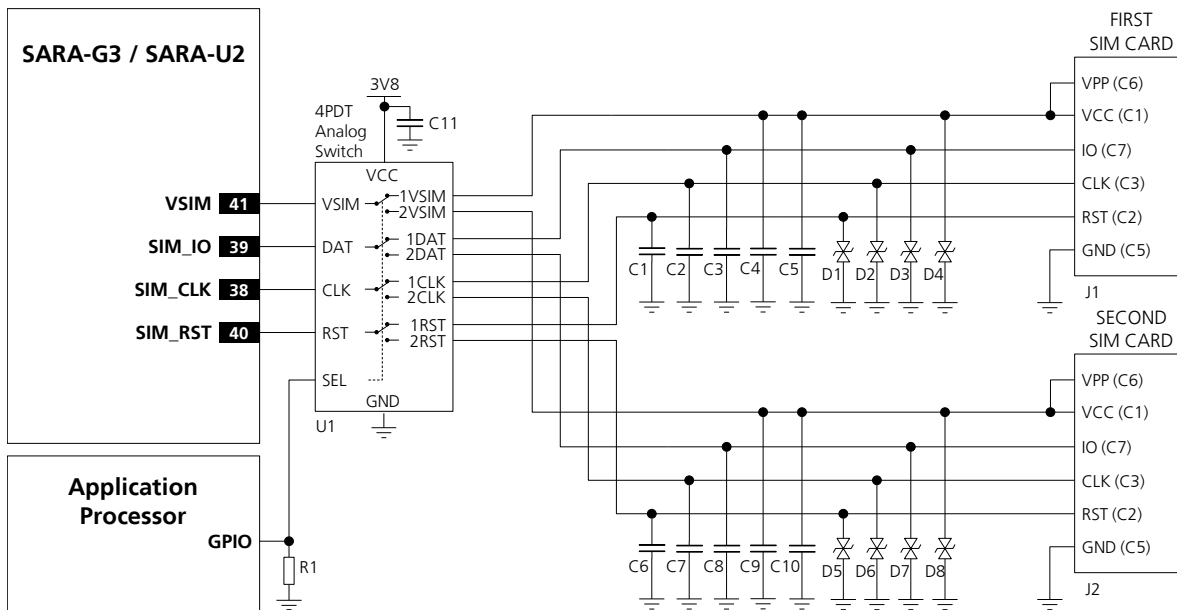 SARA-G3 / SARA-U2
VSIM 41
SIM_IO 39
SIM_CLK 38
SIM_RST 40
Application
Processor
GPIO
R1
3V8
C11
4PDT
Analog
Switch
VCC
VSIM
1VSIM
2VSIM
DAT
1DAT
2DAT
CLK
1CLK
2CLK
RST
1RST
2RST
SEL
GND
U1
C1 C2 C3 C4 C5 D1 D2 D3 D4
FIRST
SIM CARD
VPP (C6)
VCC (C1)
IO (C7)
CLK (C3)
RST (C2)
GND (C5)
J1
C6 C7 C8 C9 C10 D5 D6 D7 D8
SECOND
SIM CARD
VPP (C6)
VCC (C1)
IO (C7)
CLK (C3)
RST (C2)
GND (C5)
J2